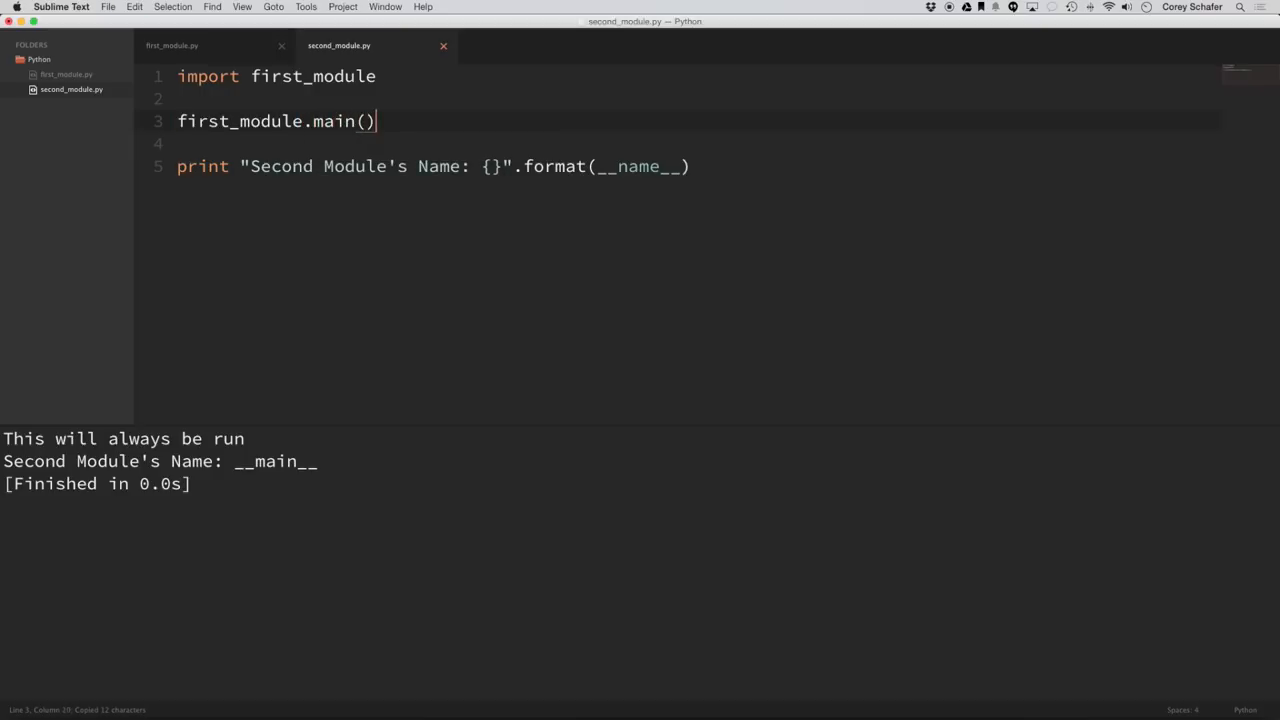 Sublime Text File Edit Selection Find View Goto Tools Project Window Help Corey Schafer
second_module.py — Python
FOLDERS
Python
first_module.py
second_module.py
first_module.py second_module.py
1 import first_module
2
3 first_module.main()
4
5 print "Second Module's Name: {}".format(__name__)
This will always be run
Second Module's Name: __main__
[Finished in 0.0s]
Line 3, Column 20; Copied 12 characters Spaces: 4 Python